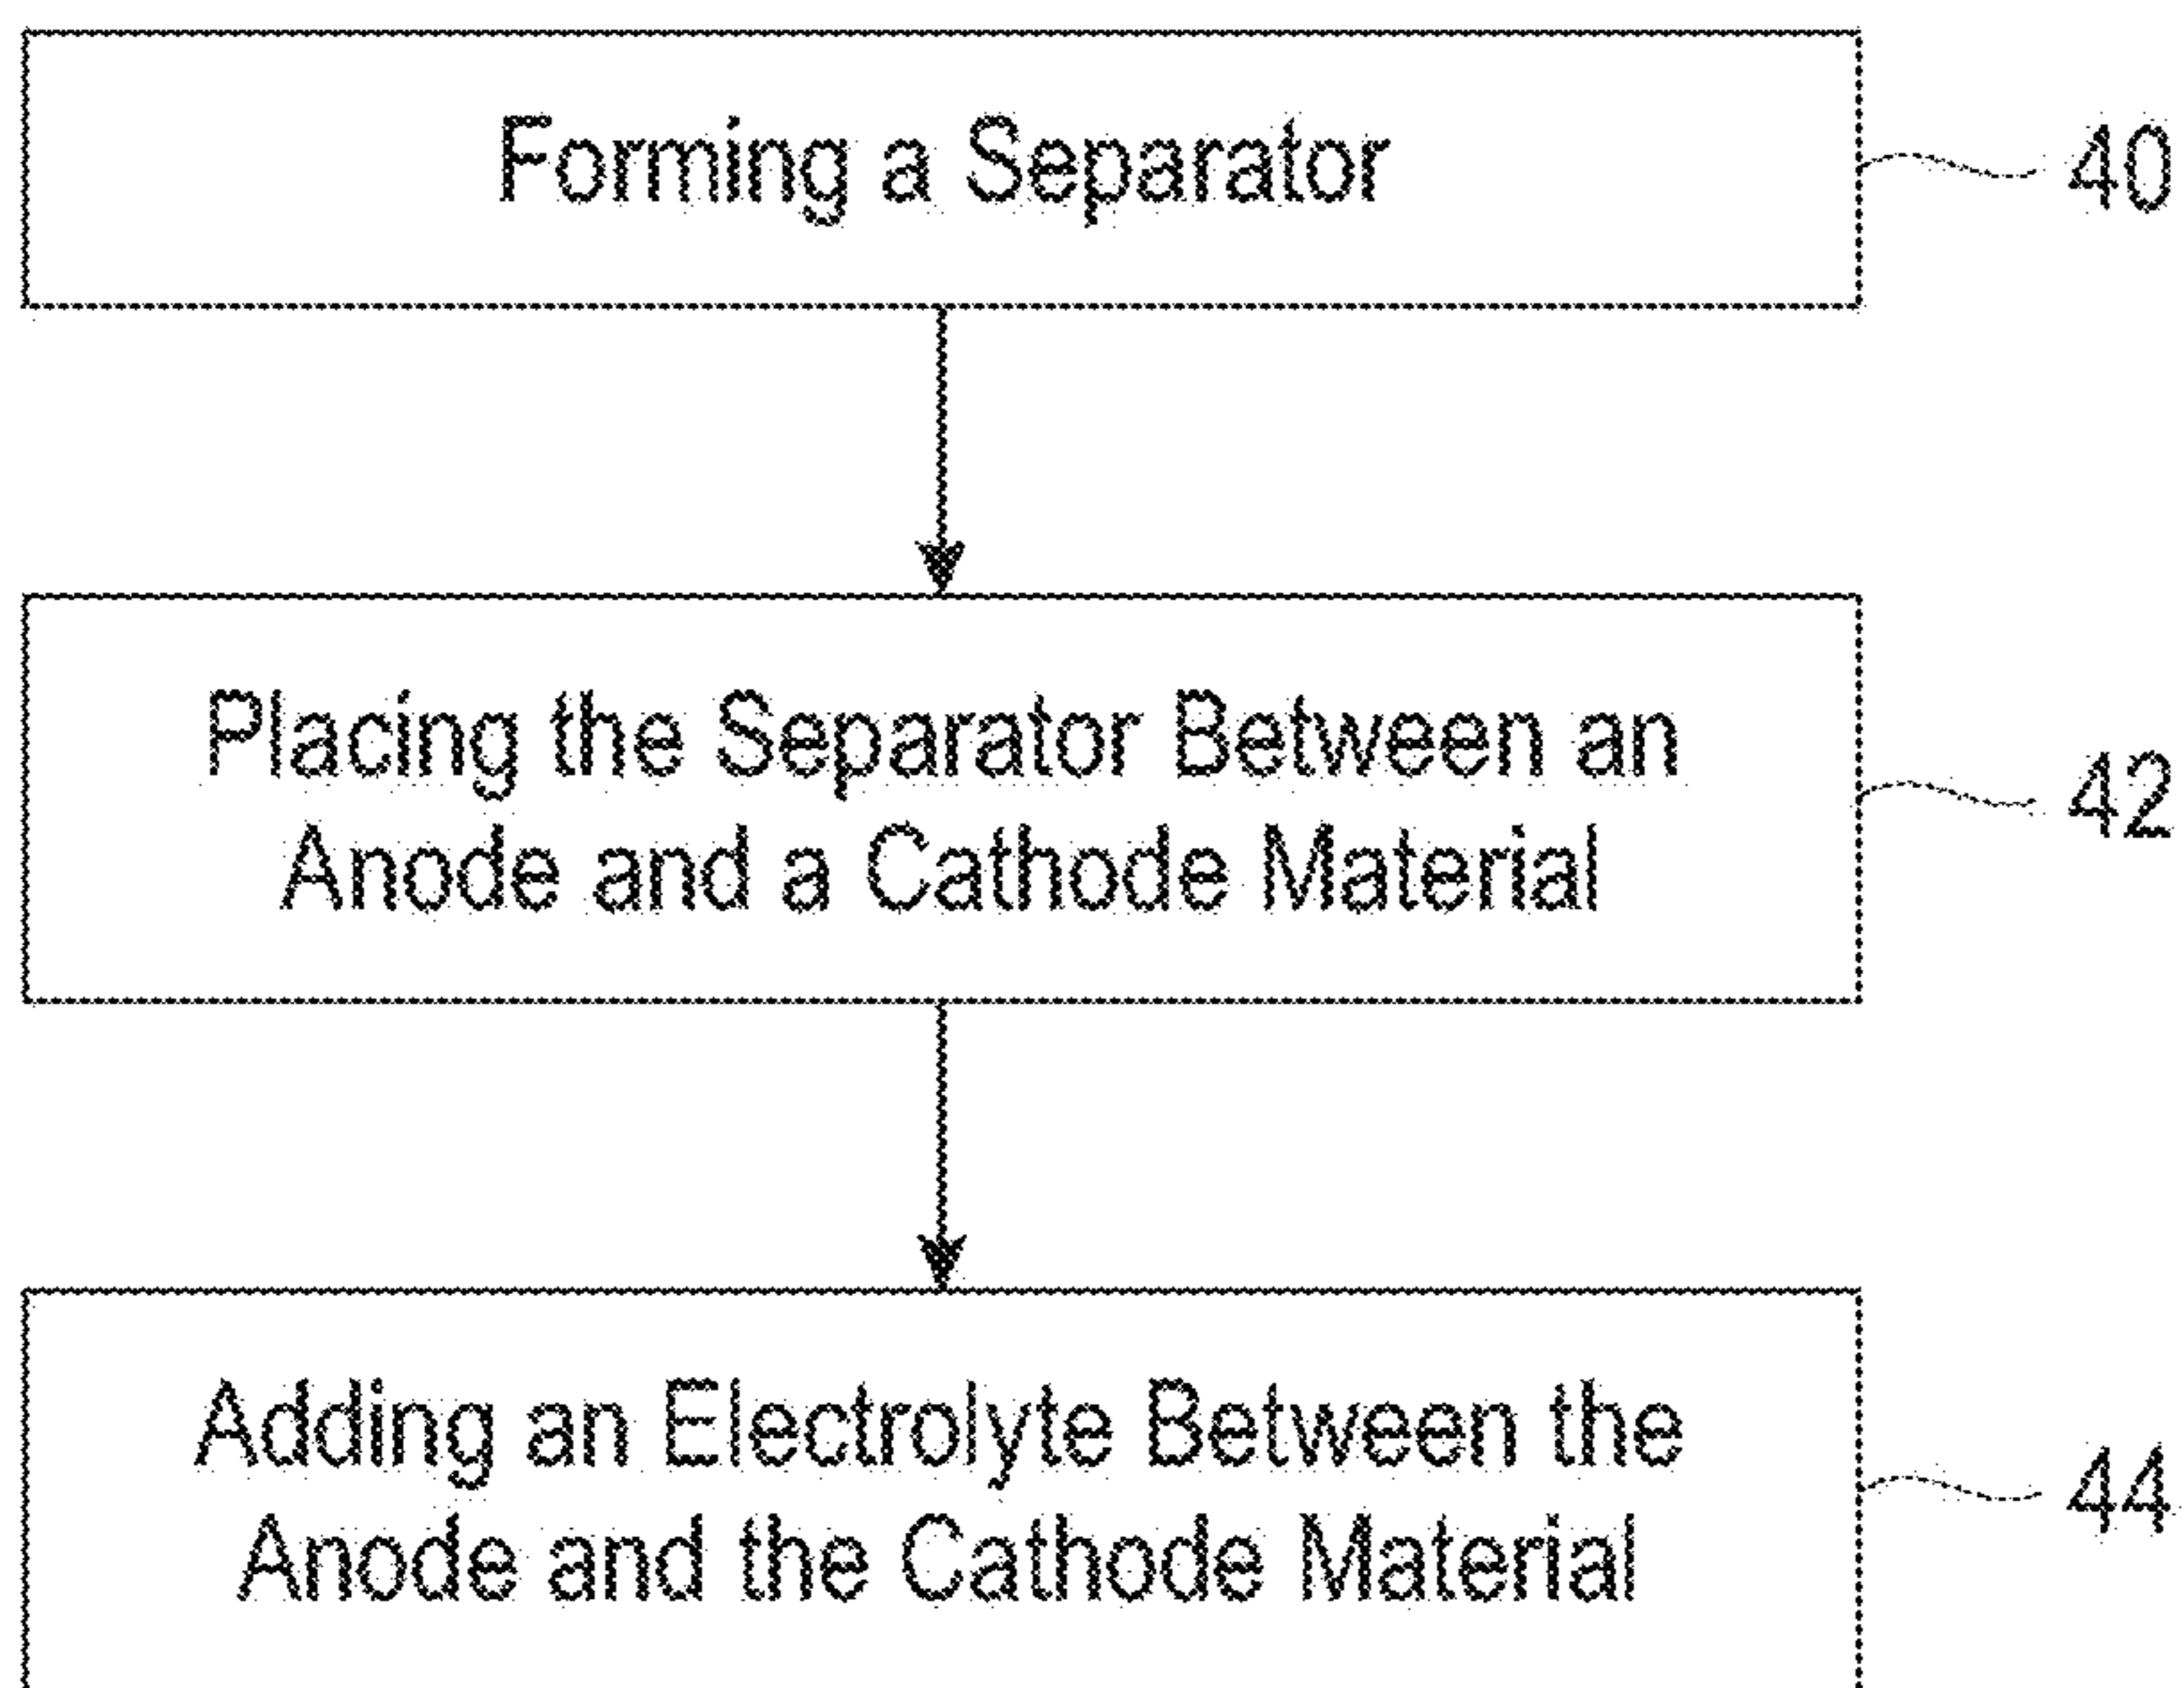 Forming a Separator
40
Placing the Separator Between an
Anode and a Cathode Material
42
Adding an Electrolyte Between the
Anode and the Cathode Material
44